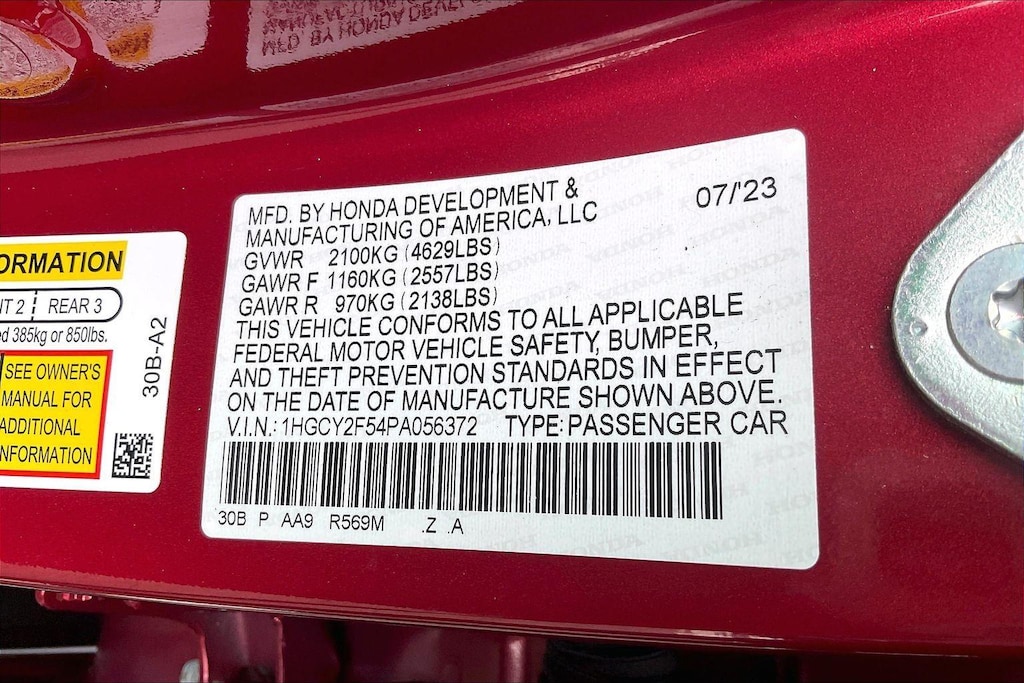 MFD. BY HONDA DEVELOPMENT &
MANUFACTURING OF AMERICA, LLC
07/'23
GVWR 2100KG (4629LBS)
GAWR F 1160KG (2557LBS)
GAWR R 970KG (2138LBS)
THIS VEHICLE CONFORMS TO ALL APPLICABLE
FEDERAL MOTOR VEHICLE SAFETY, BUMPER,
AND THEFT PREVENTION STANDARDS IN EFFECT
ON THE DATE OF MANUFACTURE SHOWN ABOVE.
V.I.N.: 1HGCY2F54PA056372 TYPE: PASSENGER CAR
30B P AA9 R569M .Z .A
ORMATION
NT 2 REAR 3
ed 385kg or 850lbs.
SEE OWNER'S
MANUAL FOR
ADDITIONAL
INFORMATION
30B-A2